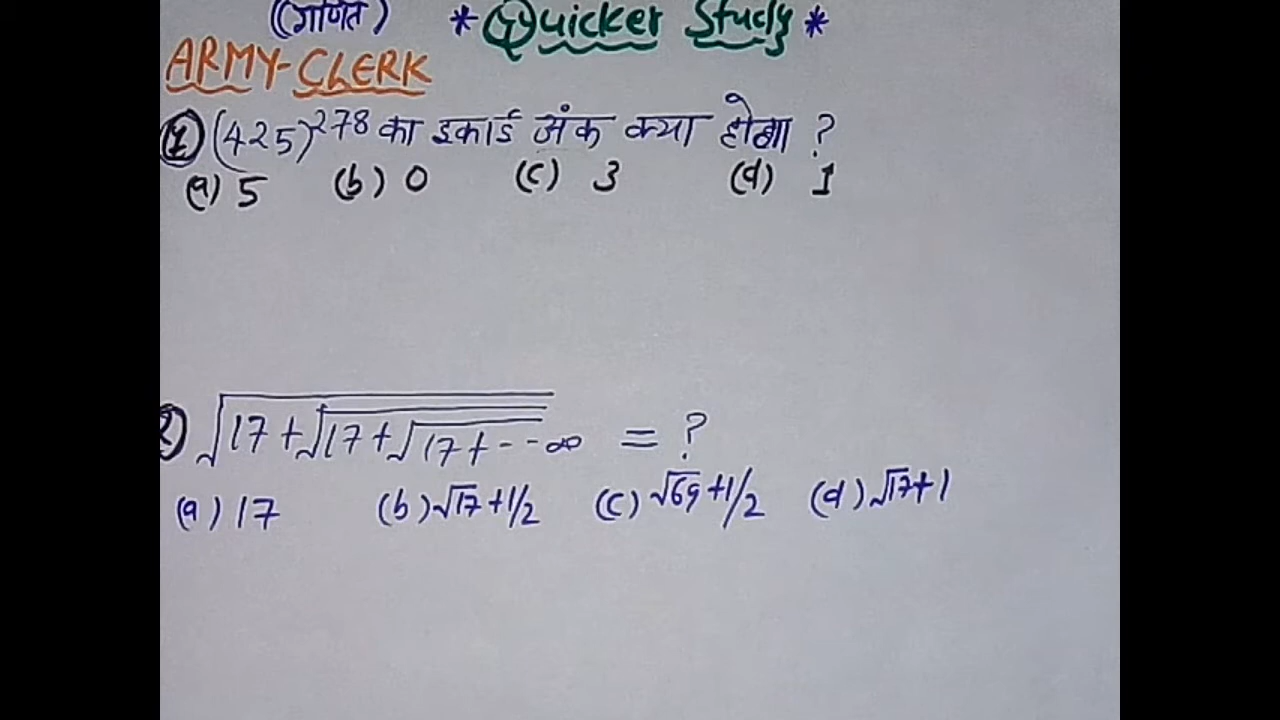 (गणित) * Quicker Study *
ARMY-CLERK
1) (425)^278 का इकाई अंक क्या होगा ?
(a) 5 (b) 0 (c) 3 (d) 1
2) √17+√17+√17+---∞ = ?
(a) 17 (b) √17+1/2 (c) √69+1/2 (d) √17+1